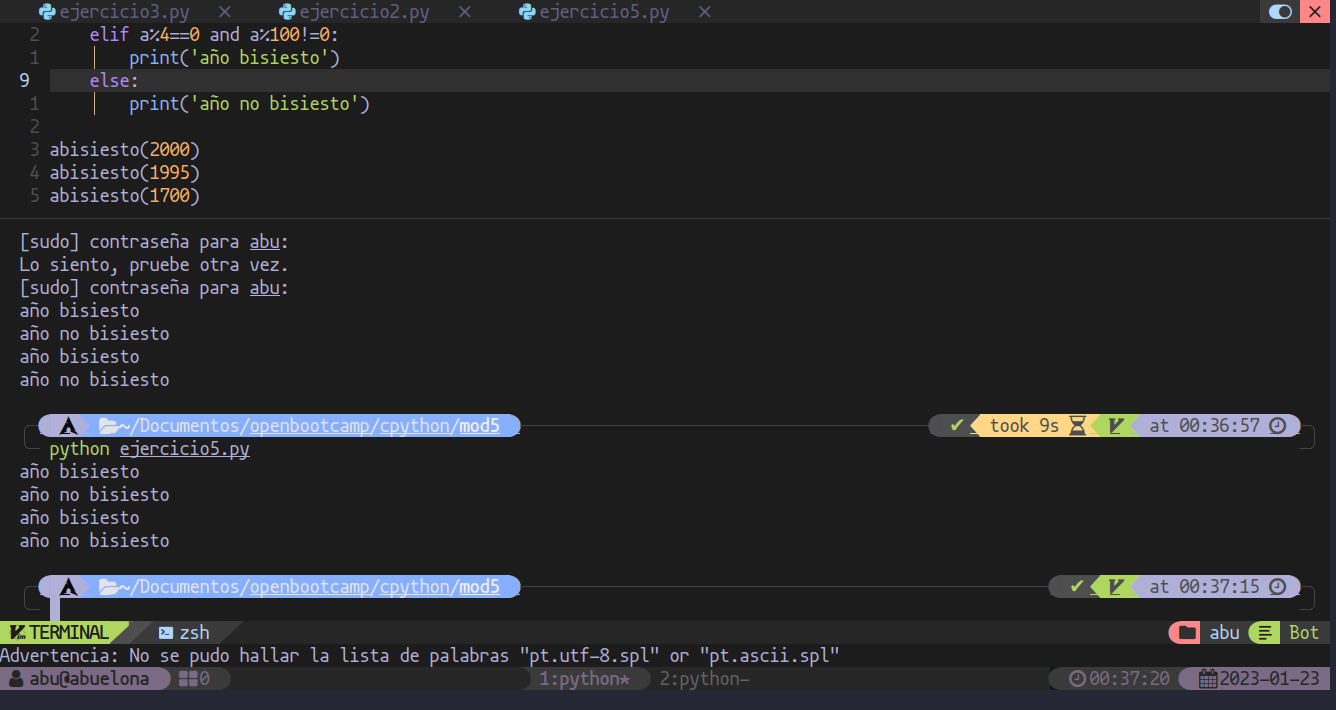 ejercicio3.py × ejercicio2.py × ejercicio5.py × ×
2 elif a%4==0 and a%100!=0:
1 print('año bisiesto')
9 else:
1 print('año no bisiesto')
2
3 abisiesto(2000)
4 abisiesto(1995)
5 abisiesto(1700)
[sudo] contraseña para abu:
Lo siento, pruebe otra vez.
[sudo] contraseña para abu:
año bisiesto
año no bisiesto
año bisiesto
año no bisiesto
~/Documentos/openbootcamp/cpython/mod5 ✔ took 9s at 00:36:57
python ejercicio5.py
año bisiesto
año no bisiesto
año bisiesto
año no bisiesto
~/Documentos/openbootcamp/cpython/mod5 ✔ at 00:37:15
TERMINAL zsh abu Bot
Advertencia: No se pudo hallar la lista de palabras "pt.utf-8.spl" or "pt.ascii.spl"
abu@abuelona 0 1:python* 2:python- 00:37:20 2023-01-23